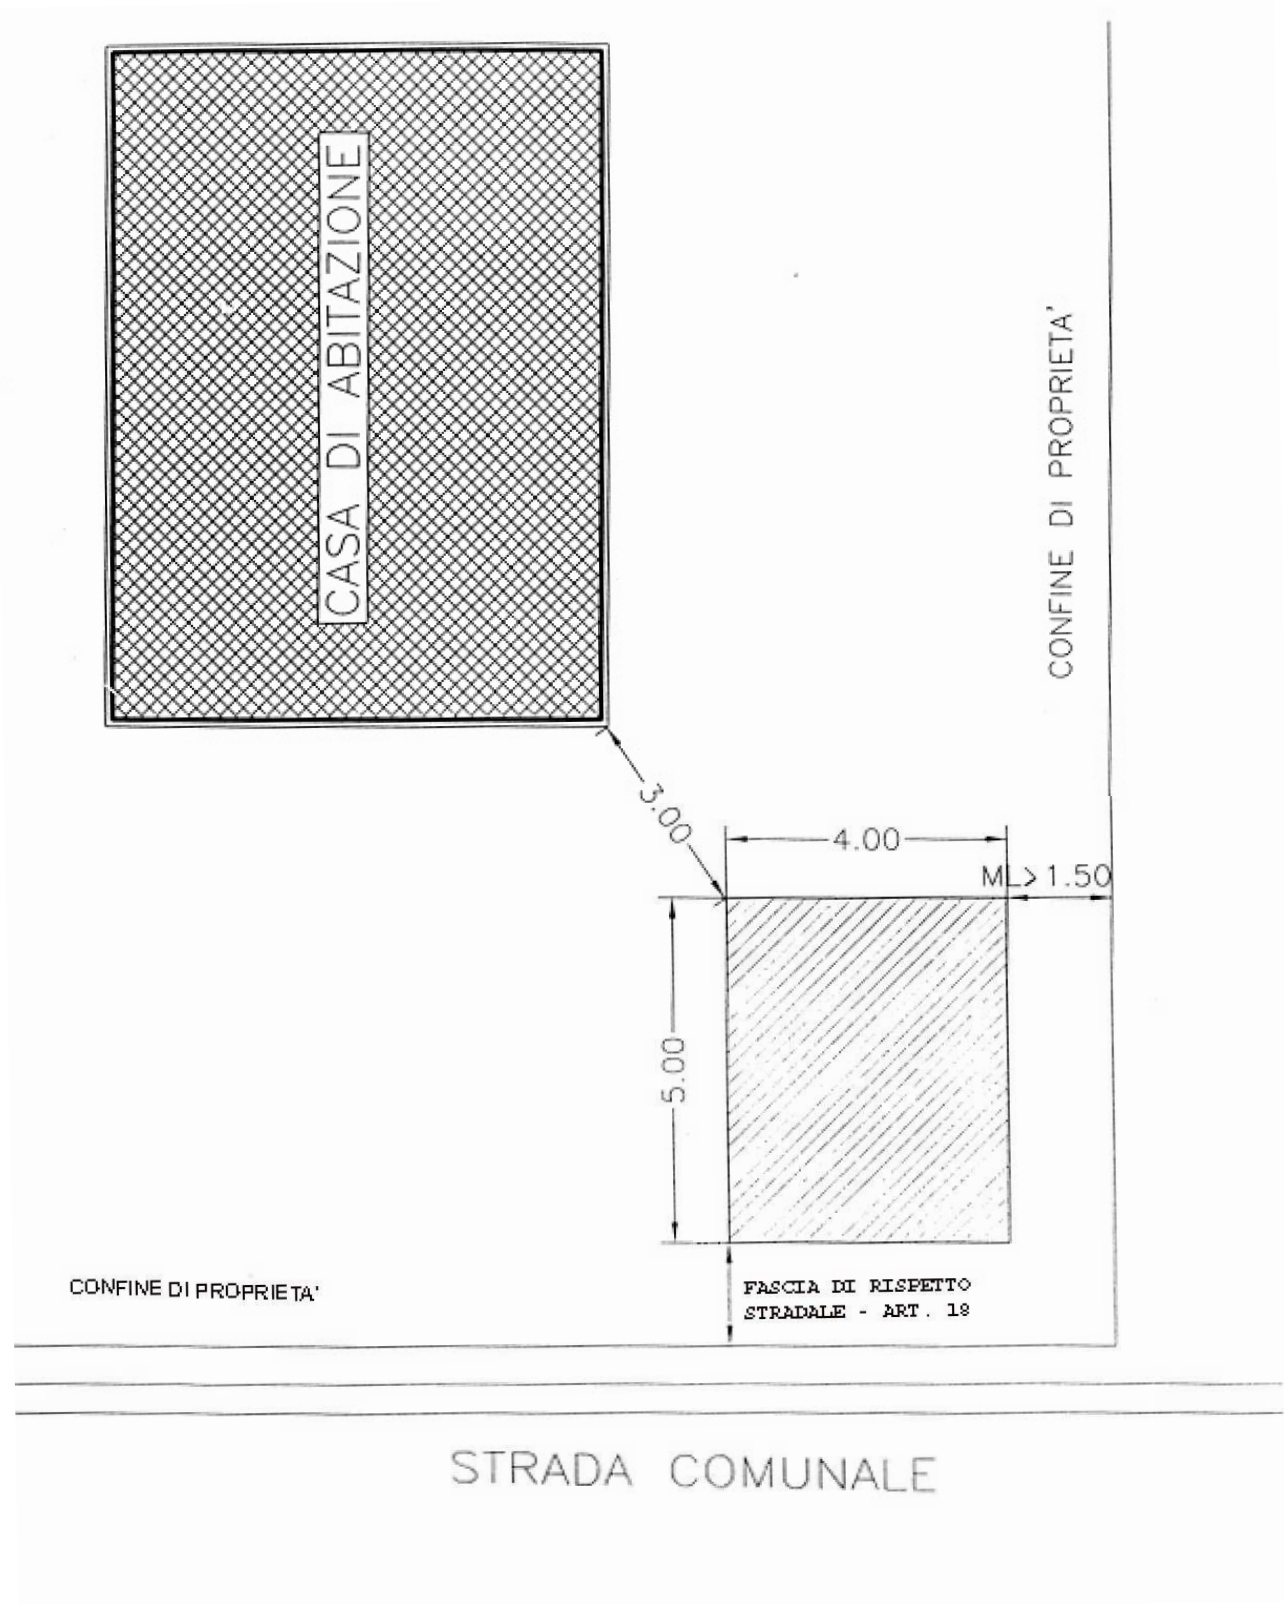 CASA DI ABITAZIONE
CONFINE DI PROPRIETA'
3.00
4.00
ML> 1.50
5.00
CONFINE DI PROPRIETA'
FASCIA DI RISPETTO
STRADALE - ART. 18
STRADA COMUNALE